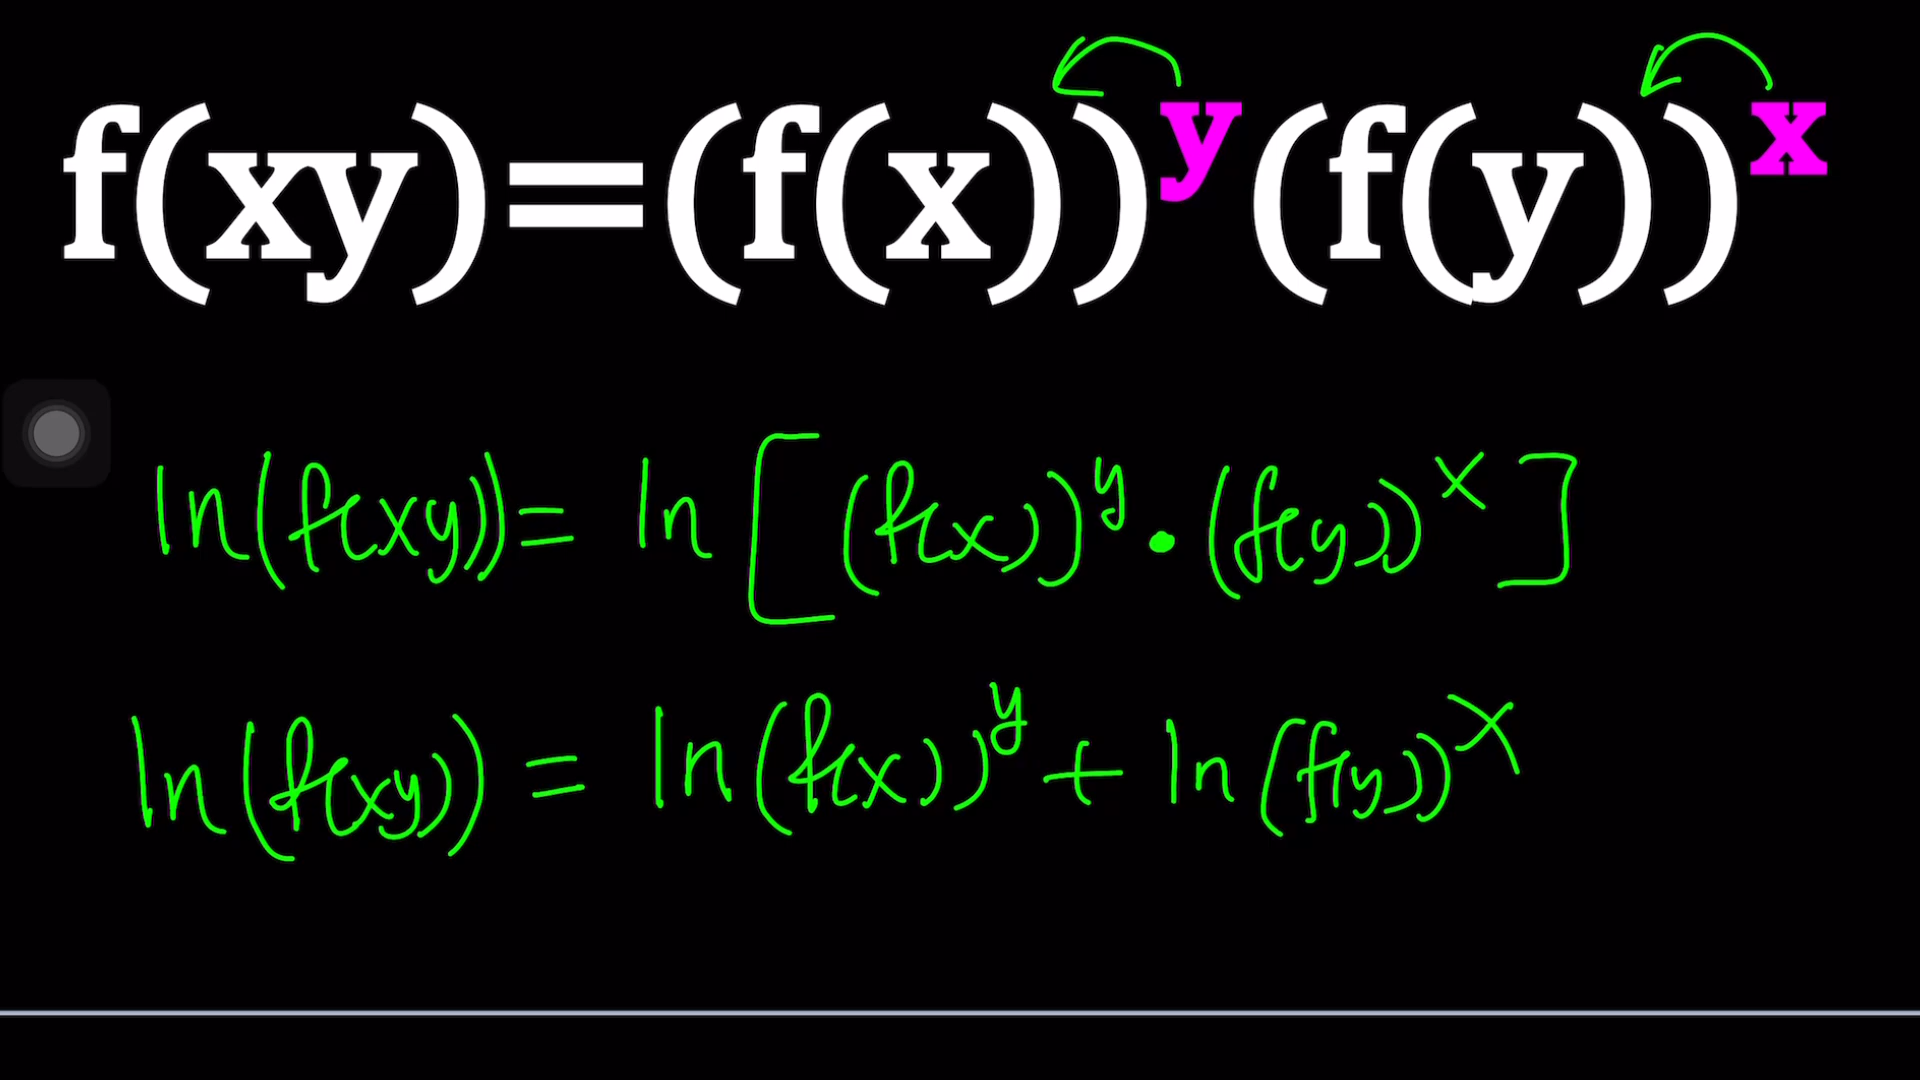 f(xy)=(f(x))^y(f(y))^x
ln(f(xy)) = ln[(f(x))^y · (f(y))^x]
ln(f(xy)) = ln(f(x))^y + ln(f(y))^x